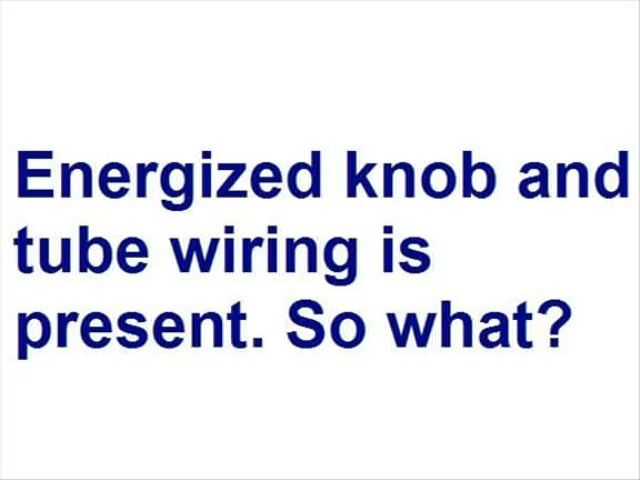 Energized knob and
tube wiring is
present. So what?